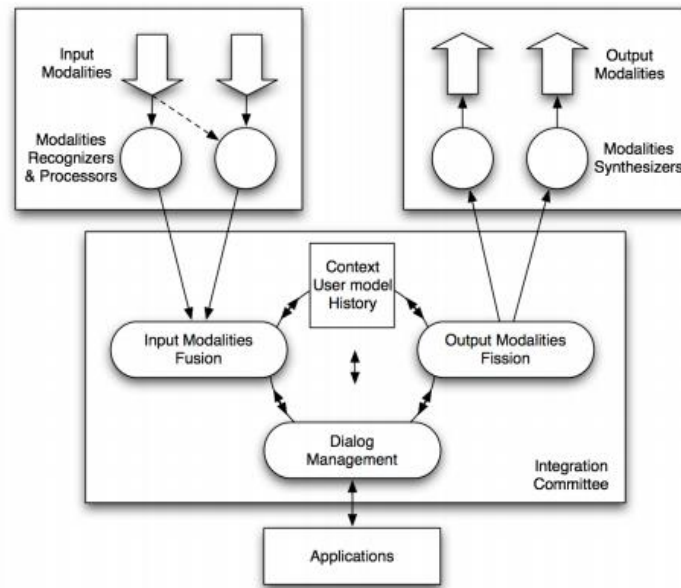 Input
Modalities
Modalities
Recognizers
& Processors
Output
Modalities
Modalities
Synthesizers
Context
User model
History
Input Modalities
Fusion
Output Modalities
Fission
Dialog
Management
Integration
Committee
Applications